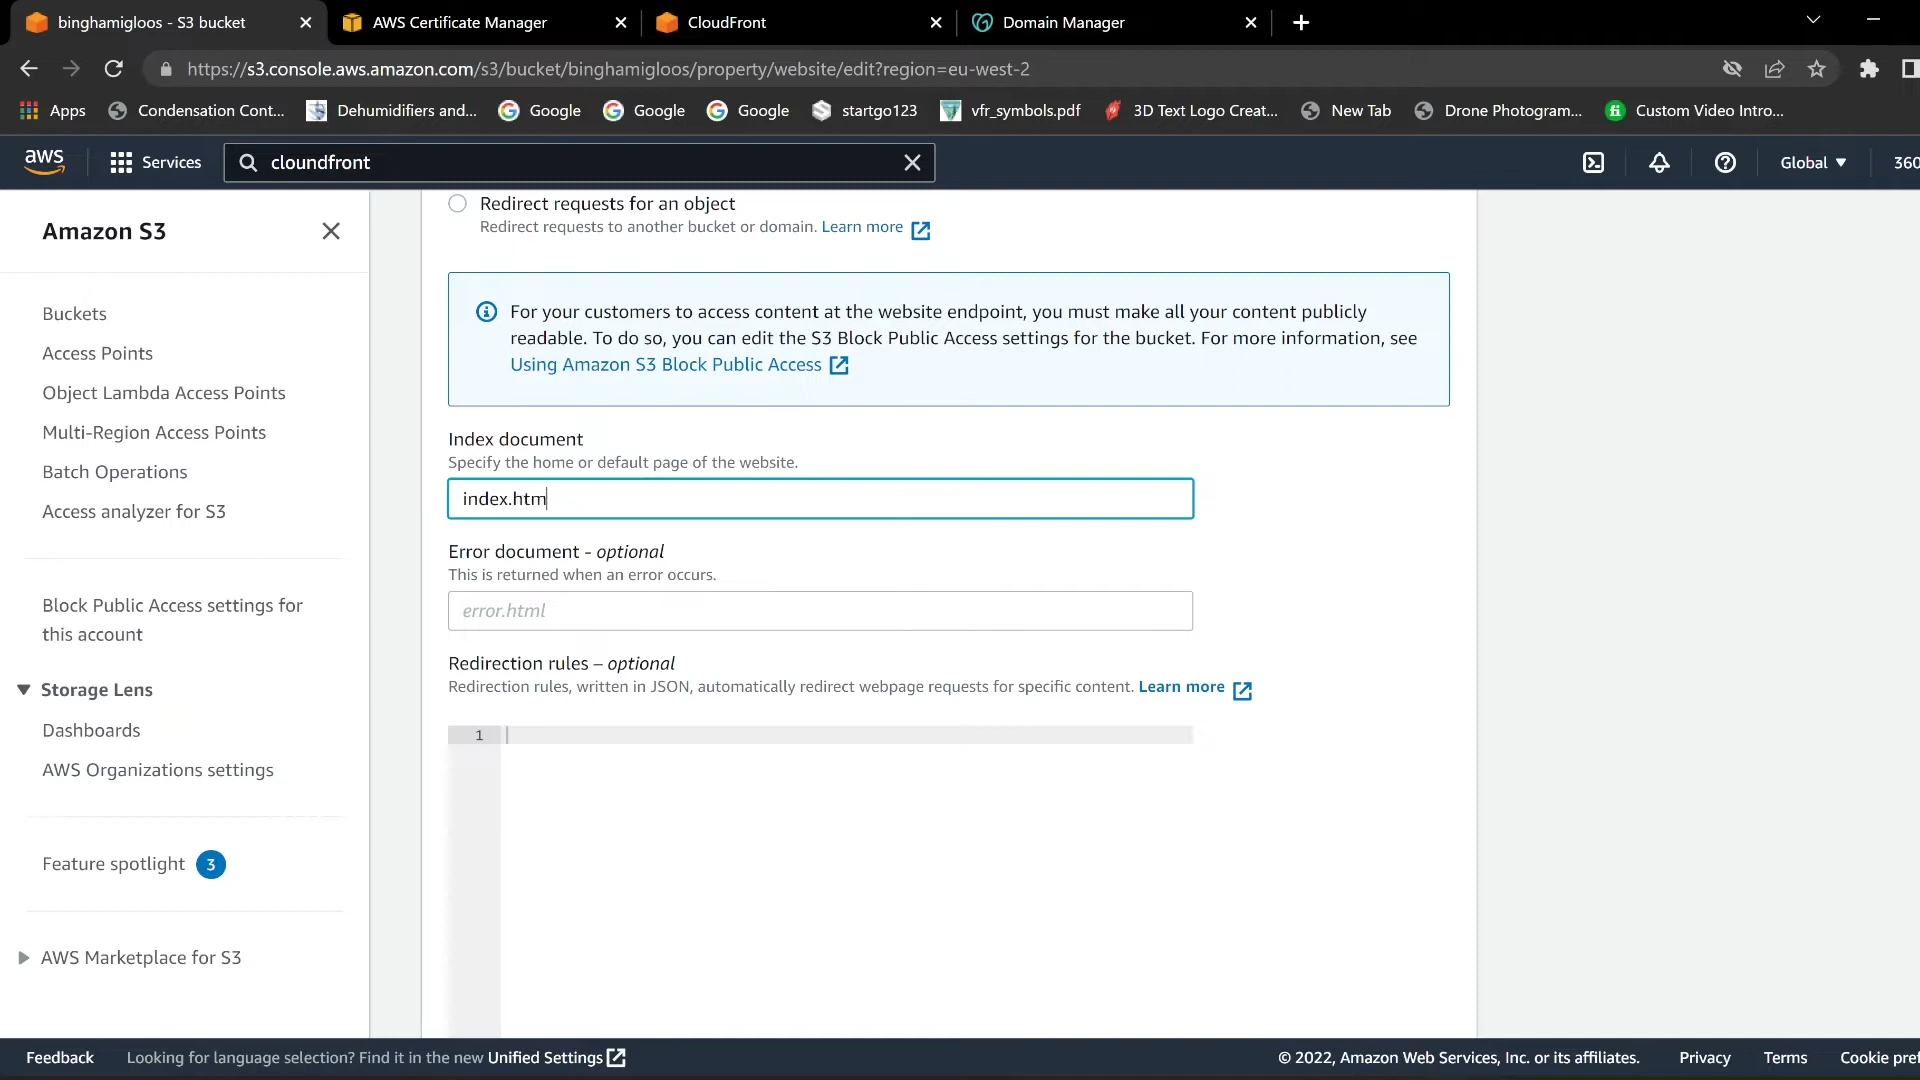 binghamigloos - S3 bucket
AWS Certificate Manager
CloudFront
Domain Manager
https://s3.console.aws.amazon.com/s3/bucket/binghamigloos/property/website/edit?region=eu-west-2
Apps
Condensation Cont...
Dehumidifiers and...
Google
Google
Google
startgo123
vfr_symbols.pdf
3D Text Logo Creat...
New Tab
Drone Photogram...
Custom Video Intro...
aws
Services
cloundfront
Global
360
Amazon S3
Buckets
Access Points
Object Lambda Access Points
Multi-Region Access Points
Batch Operations
Access analyzer for S3
Block Public Access settings for
this account
Storage Lens
Dashboards
AWS Organizations settings
Feature spotlight 3
AWS Marketplace for S3
Redirect requests for an object
Redirect requests to another bucket or domain. Learn more
For your customers to access content at the website endpoint, you must make all your content publicly
readable. To do so, you can edit the S3 Block Public Access settings for the bucket. For more information, see
Using Amazon S3 Block Public Access
Index document
Specify the home or default page of the website.
index.htm
Error document - optional
This is returned when an error occurs.
error.html
Redirection rules – optional
Redirection rules, written in JSON, automatically redirect webpage requests for specific content. Learn more
1
Feedback
Looking for language selection? Find it in the new Unified Settings
© 2022, Amazon Web Services, Inc. or its affiliates.
Privacy
Terms
Cookie pref